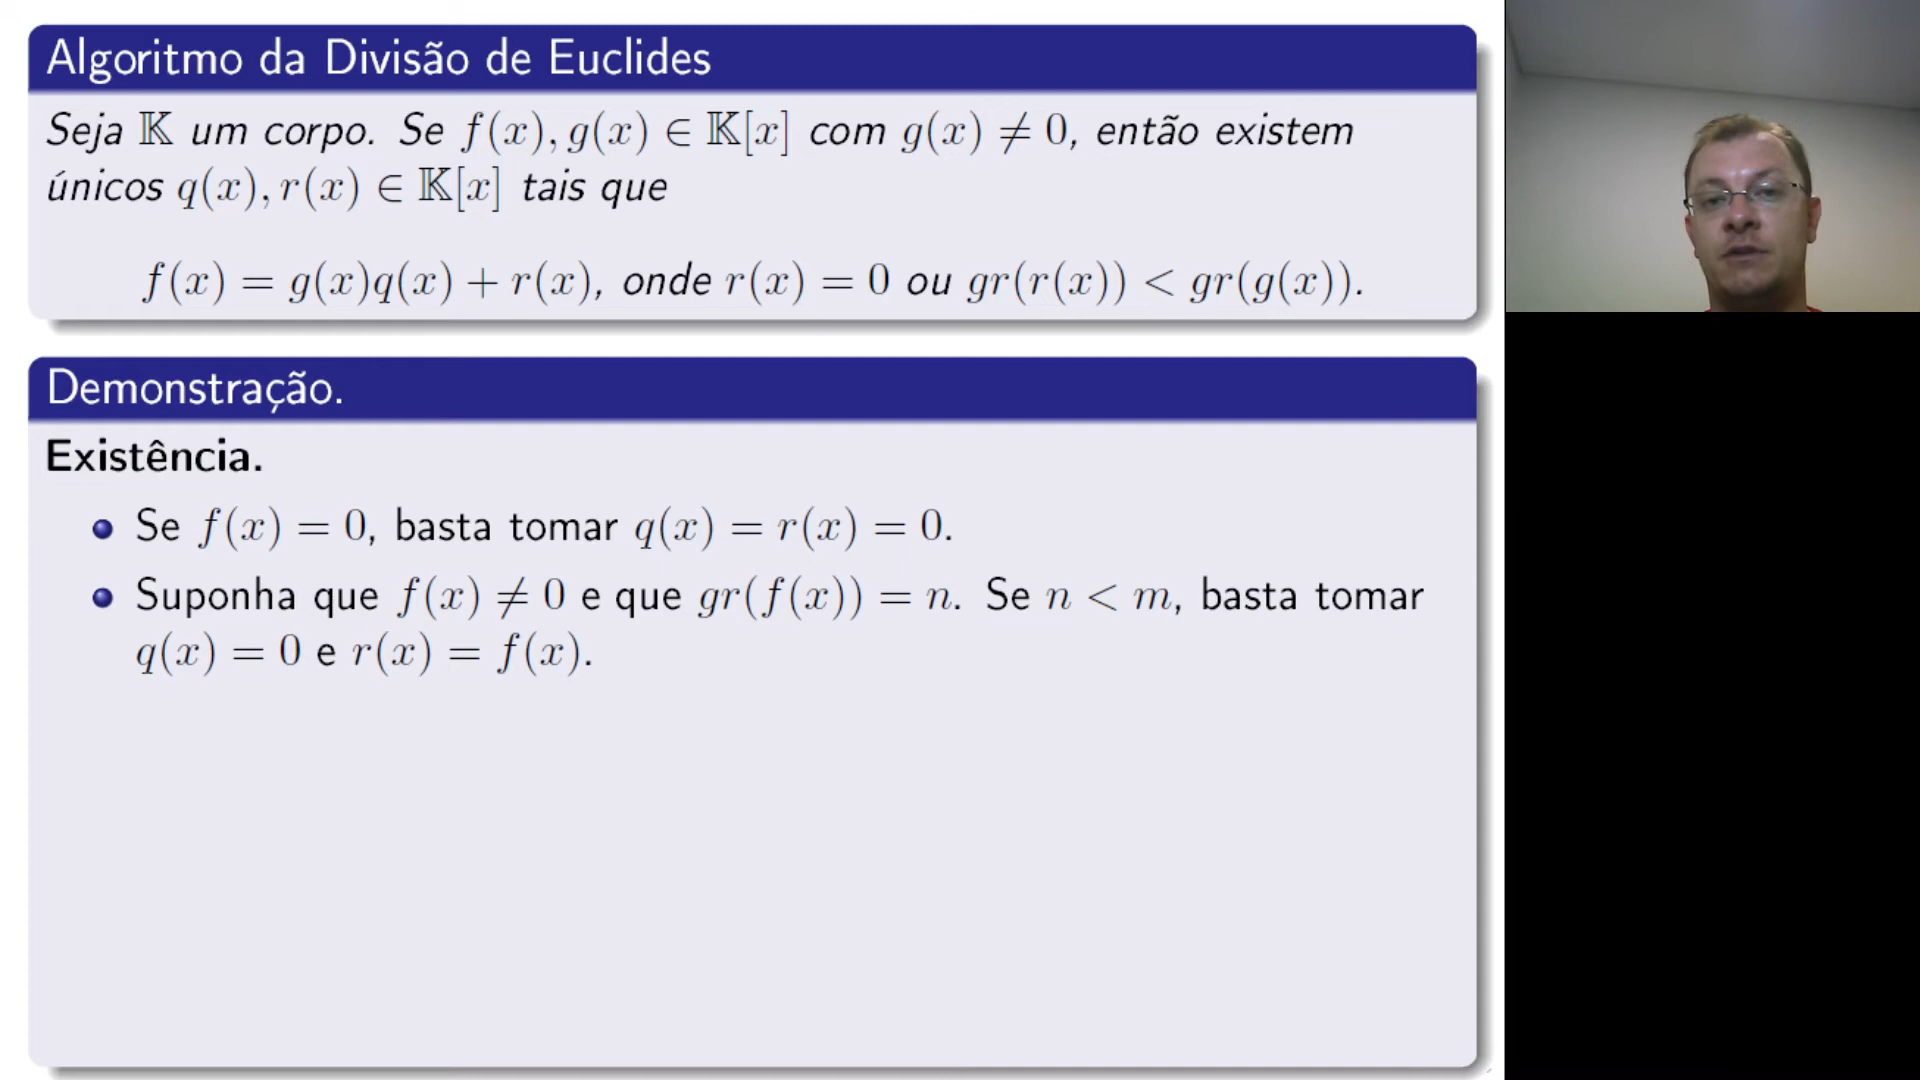 Algoritmo da Divisão de Euclides
Seja 𝕂 um corpo. Se f(x), g(x) ∈ 𝕂[x] com g(x) ≠ 0, então existem
únicos q(x), r(x) ∈ 𝕂[x] tais que
f(x) = g(x)q(x) + r(x), onde r(x) = 0 ou gr(r(x)) < gr(g(x)).
Demonstração.
Existência.
Se f(x) = 0, basta tomar q(x) = r(x) = 0.
Suponha que f(x) ≠ 0 e que gr(f(x)) = n. Se n < m, basta tomar
q(x) = 0 e r(x) = f(x).